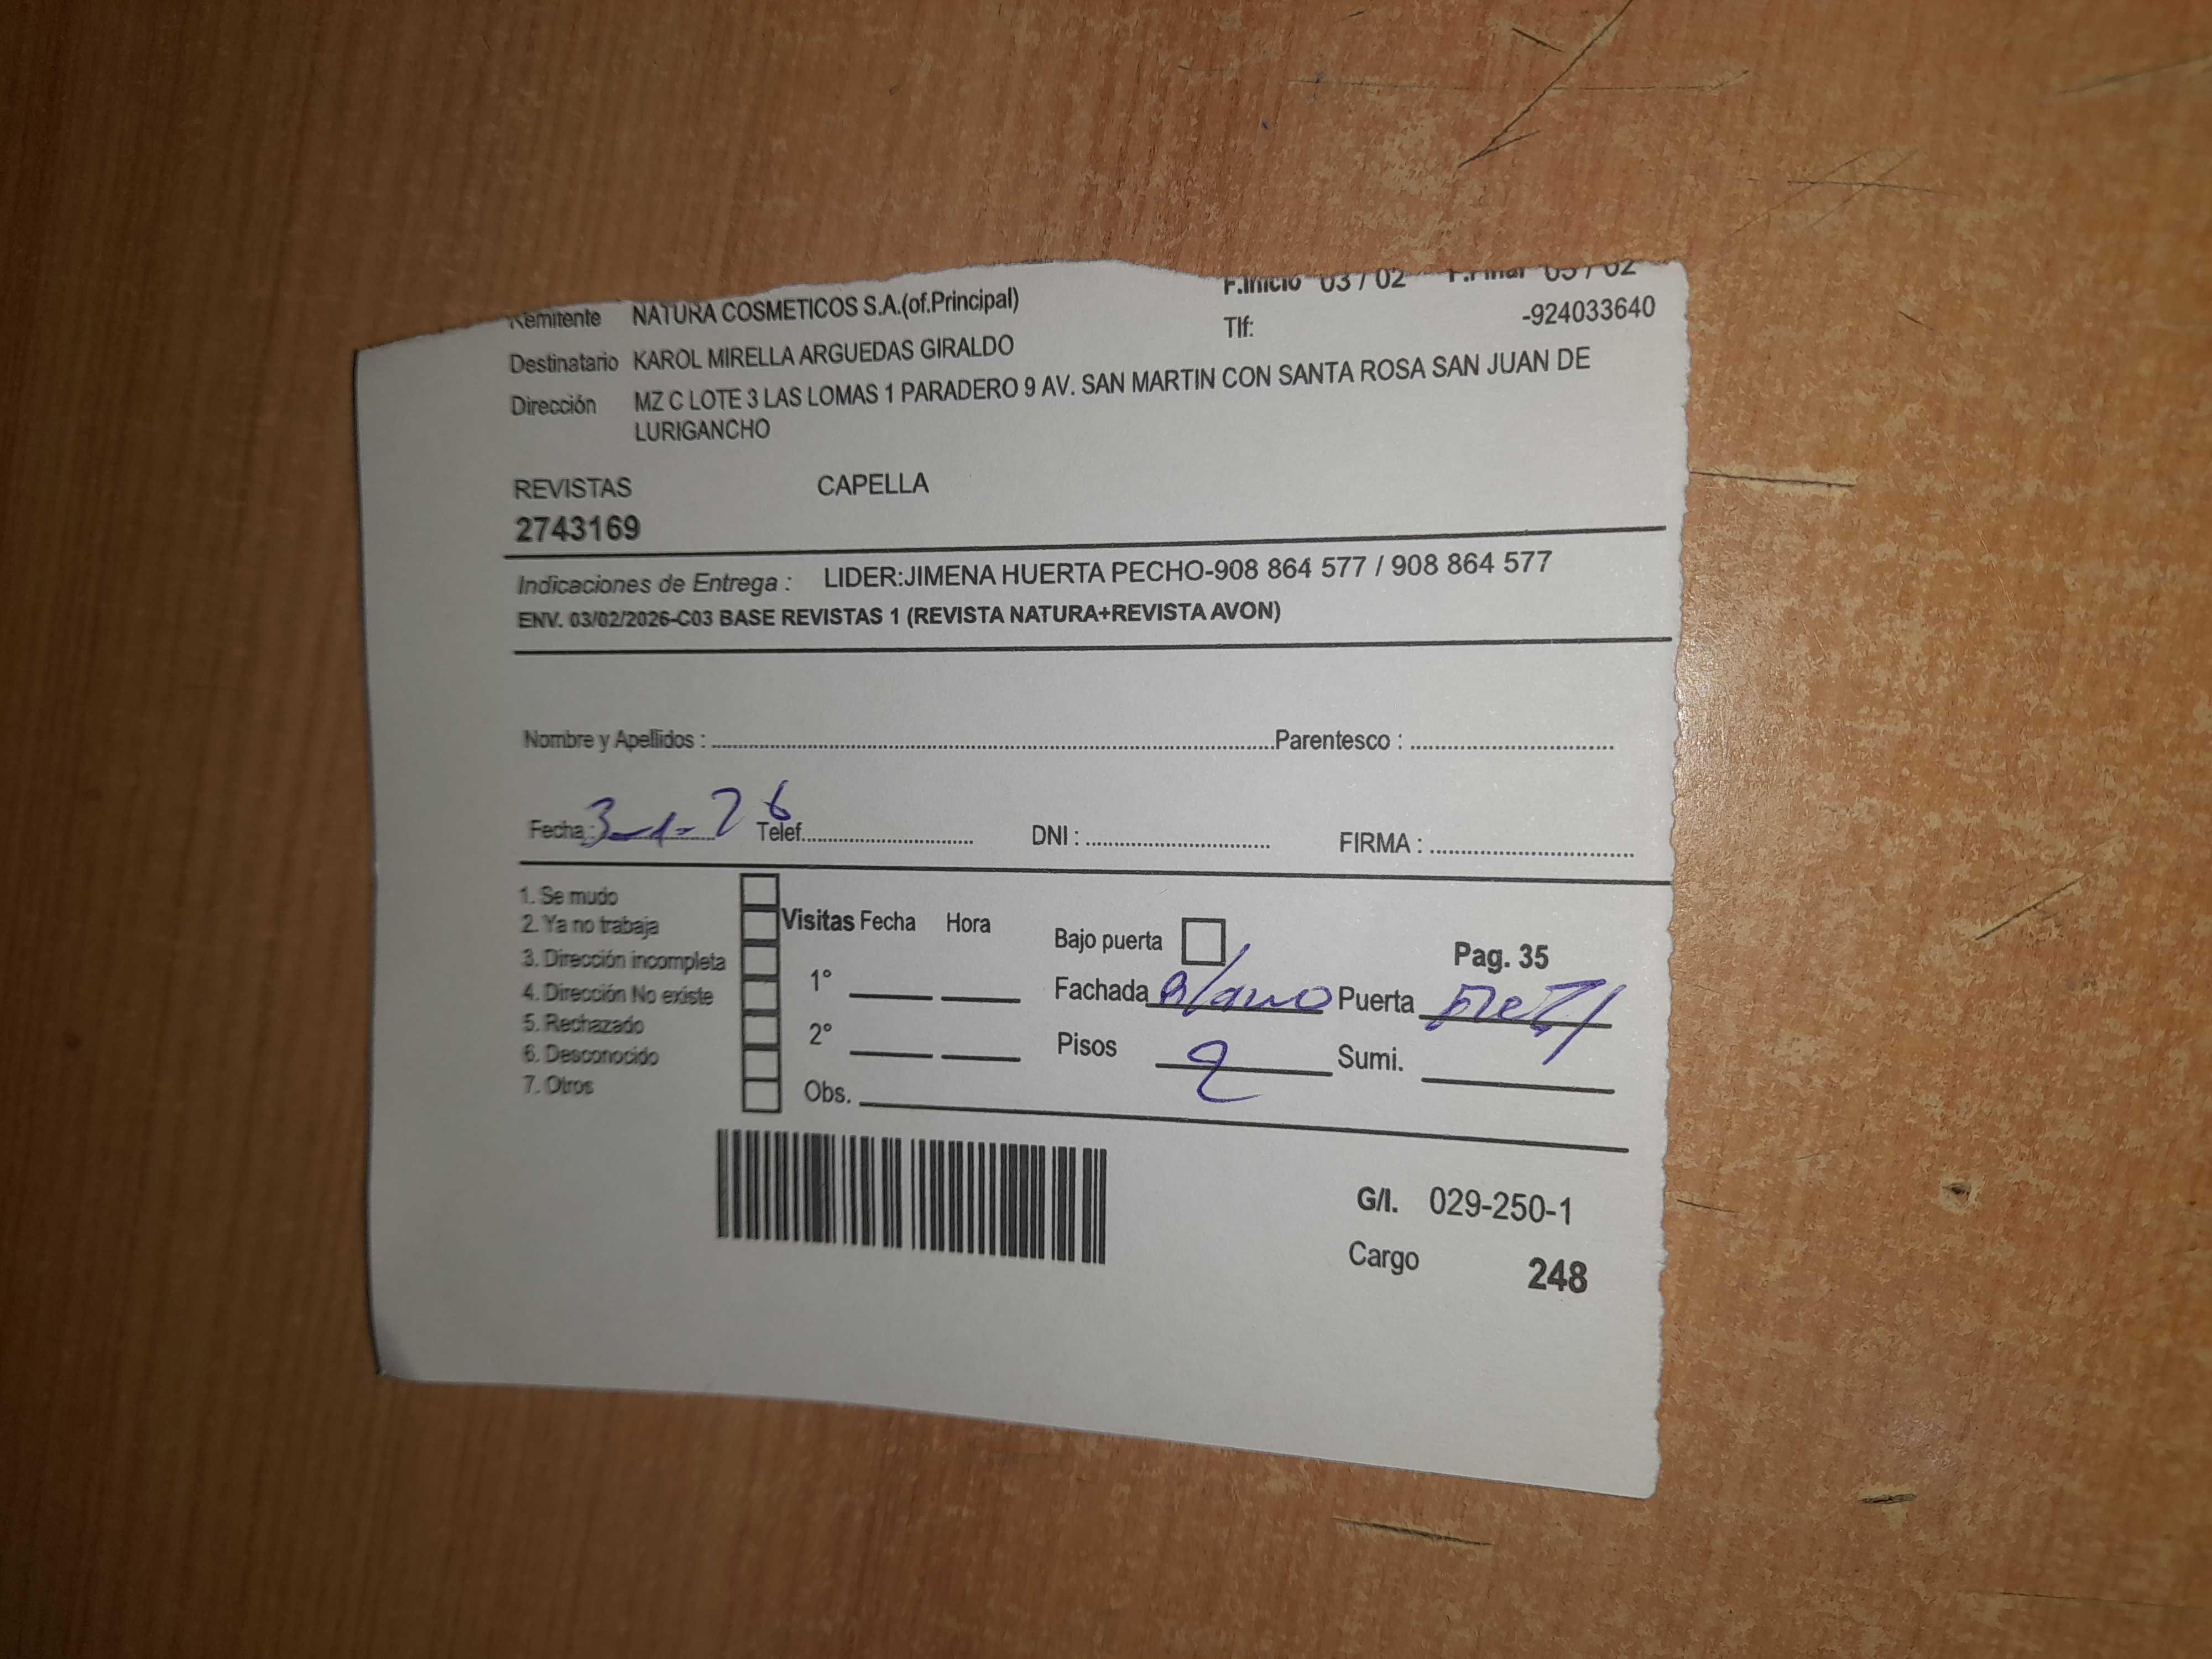 F.Inicio 03 / 02 F.Final 05 / 02
Remitente NATURA COSMETICOS S.A.(of.Principal) Tlf: -924033640
Destinatario KAROL MIRELLA ARGUEDAS GIRALDO
Dirección MZ C LOTE 3 LAS LOMAS 1 PARADERO 9 AV. SAN MARTIN CON SANTA ROSA SAN JUAN DE
LURIGANCHO
REVISTAS CAPELLA
2743169
Indicaciones de Entrega : LIDER:JIMENA HUERTA PECHO-908 864 577 / 908 864 577
ENV. 03/02/2026-C03 BASE REVISTAS 1 (REVISTA NATURA+REVISTA AVON)
Nombre y Apellidos : Parentesco :
Fecha: 3-1-26 Telef. DNI : FIRMA :
1. Se mudo
2. Ya no trabaja
3. Dirección incompleta
4. Dirección No existe
5. Rechazado
6. Desconocido
7. Otros
Visitas Fecha Hora
1°
2°
Obs.
Bajo puerta Pag. 35
Fachada Blanco Puerta
Pisos 2 Sumi.
G/I. 029-250-1
Cargo 248